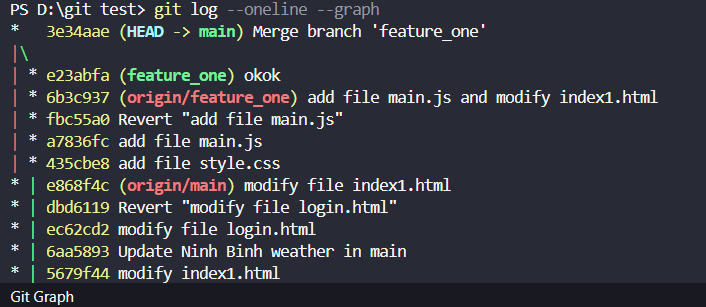 PS D:\git test> git log --oneline --graph
*   3e34aae (HEAD -> main) Merge branch 'feature_one'
|\
| * e23abfa (feature_one) okok
| * 6b3c937 (origin/feature_one) add file main.js and modify index1.html
| * fbc55a0 Revert "add file main.js"
| * a7836fc add file main.js
| * 435cbe8 add file style.css
* | e868f4c (origin/main) modify file index1.html
* | dbd6119 Revert "modify file login.html"
* | ec62cd2 modify file login.html
* | 6aa5893 Update Ninh Binh weather in main
* | 5679f44 modify index1.html
Git Graph